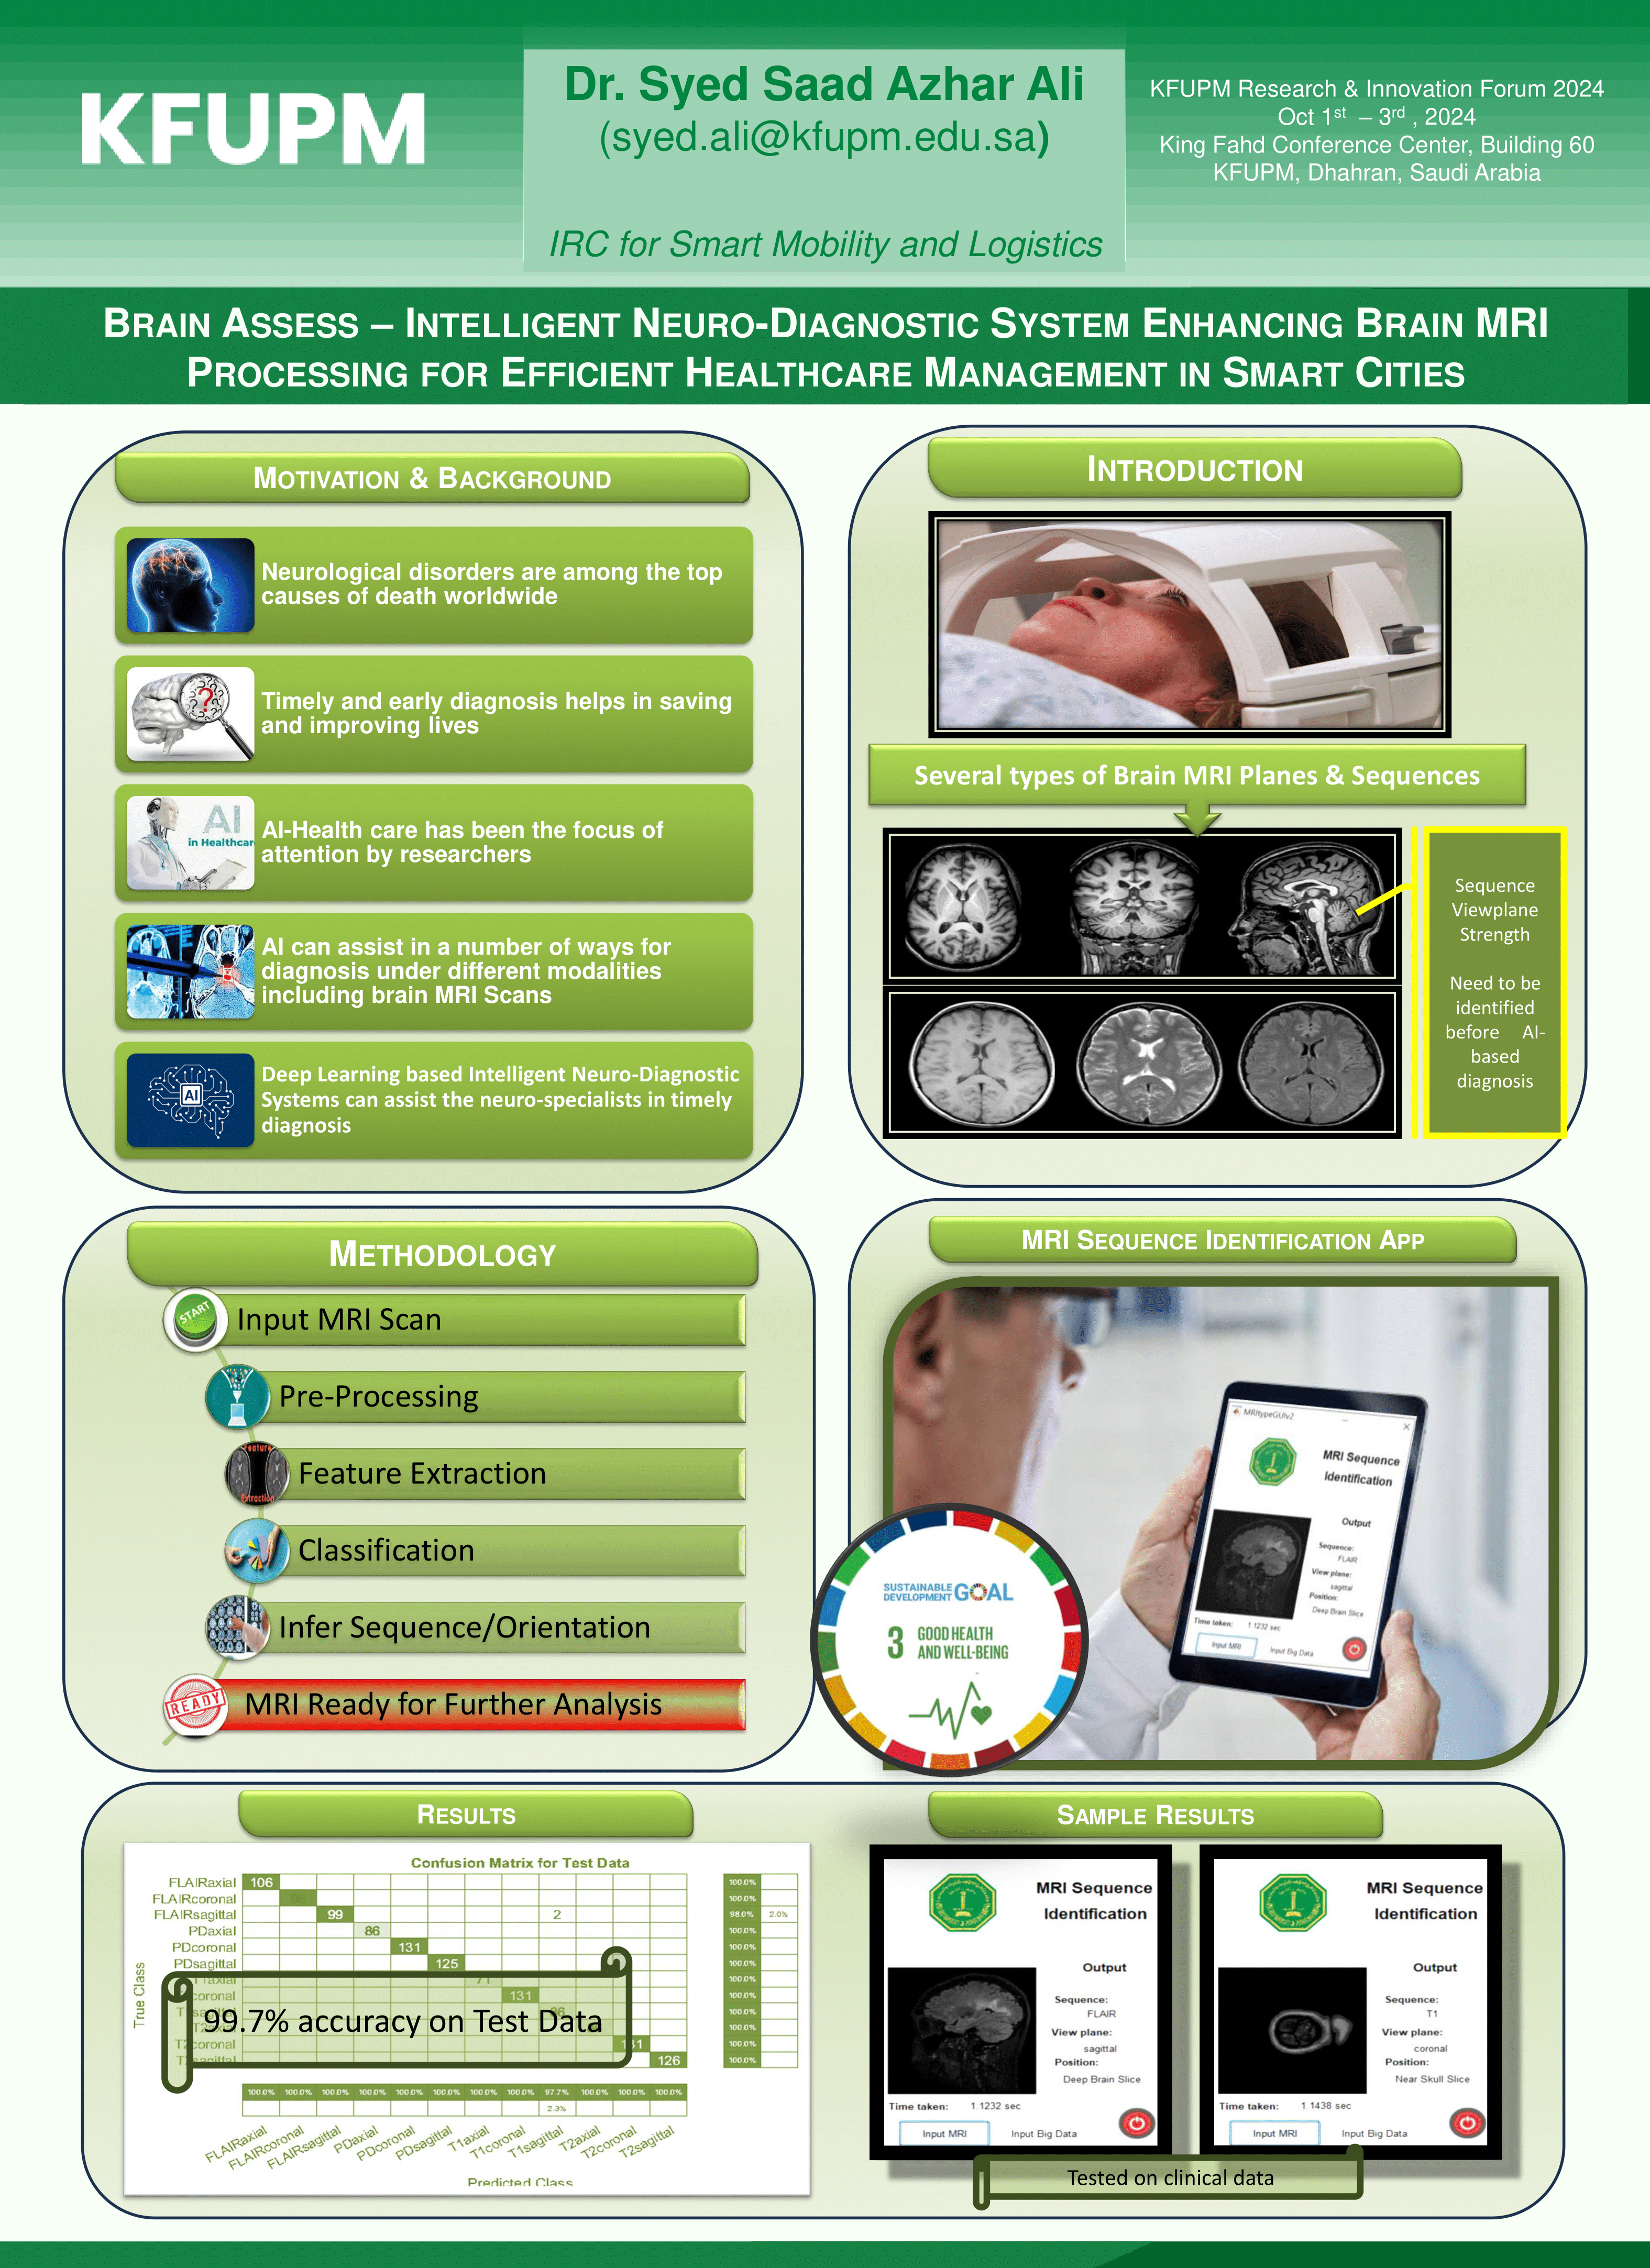 KFUPM
Dr. Syed Saad Azhar Ali
(syed.ali@kfupm.edu.sa)
IRC for Smart Mobility and Logistics
KFUPM Research & Innovation Forum 2024
Oct 1st – 3rd , 2024
King Fahd Conference Center, Building 60
KFUPM, Dhahran, Saudi Arabia
BRAIN ASSESS – INTELLIGENT NEURO-DIAGNOSTIC SYSTEM ENHANCING BRAIN MRI
PROCESSING FOR EFFICIENT HEALTHCARE MANAGEMENT IN SMART CITIES
MOTIVATION & BACKGROUND
Neurological disorders are among the top
causes of death worldwide
?
Timely and early diagnosis helps in saving
and improving lives
AI
in Healthcar
AI-Health care has been the focus of
attention by researchers
AI can assist in a number of ways for
diagnosis under different modalities
including brain MRI Scans
AI
Deep Learning based Intelligent Neuro-Diagnostic
Systems can assist the neuro-specialists in timely
diagnosis
INTRODUCTION
Several types of Brain MRI Planes & Sequences
Sequence
Viewplane
Strength
Need to be
identified
before AI-
based
diagnosis
METHODOLOGY
START
Input MRI Scan
Pre-Processing
Feature
Extraction
Feature Extraction
Classification
Infer Sequence/Orientation
READY
MRI Ready for Further Analysis
MRI SEQUENCE IDENTIFICATION APP
MRItypeGUIv2
MRI Sequence
Identification
Output
Sequence:
FLAIR
View plane:
sagittal
Position:
Deep Brain Slice
Time taken: 1.1232 sec
Input MRI Input Big Data
SUSTAINABLE
DEVELOPMENT GOAL
3 GOOD HEALTH
AND WELL-BEING
RESULTS
Confusion Matrix for Test Data
True Class
FLAIRaxial 106 100.0%
FLAIRcoronal 100.0%
FLAIRsagittal 99 2 98.0% 2.0%
PDaxial 86 100.0%
PDcoronal 131 100.0%
PDsagittal 125 100.0%
71 100.0%
coronal 131 100.0%
100.0%
100.0%
T2coronal 131 100.0%
T2sagittal 126 100.0%
99.7% accuracy on Test Data
100.0% 100.0% 100.0% 100.0% 100.0% 100.0% 100.0% 100.0% 97.7% 100.0% 100.0% 100.0%
2.3%
FLAIRaxial FLAIRcoronal FLAIRsagittal PDaxial PDcoronal PDsagittal T1axial T1coronal T1sagittal T2axial T2coronal T2sagittal
Predicted Class
SAMPLE RESULTS
MRI Sequence
Identification
Output
Sequence:
FLAIR
View plane:
sagittal
Position:
Deep Brain Slice
Time taken: 1.1232 sec
Input MRI Input Big Data
MRI Sequence
Identification
Output
Sequence:
T1
View plane:
coronal
Position:
Near Skull Slice
Time taken: 1.1438 sec
Input MRI Input Big Data
Tested on clinical data